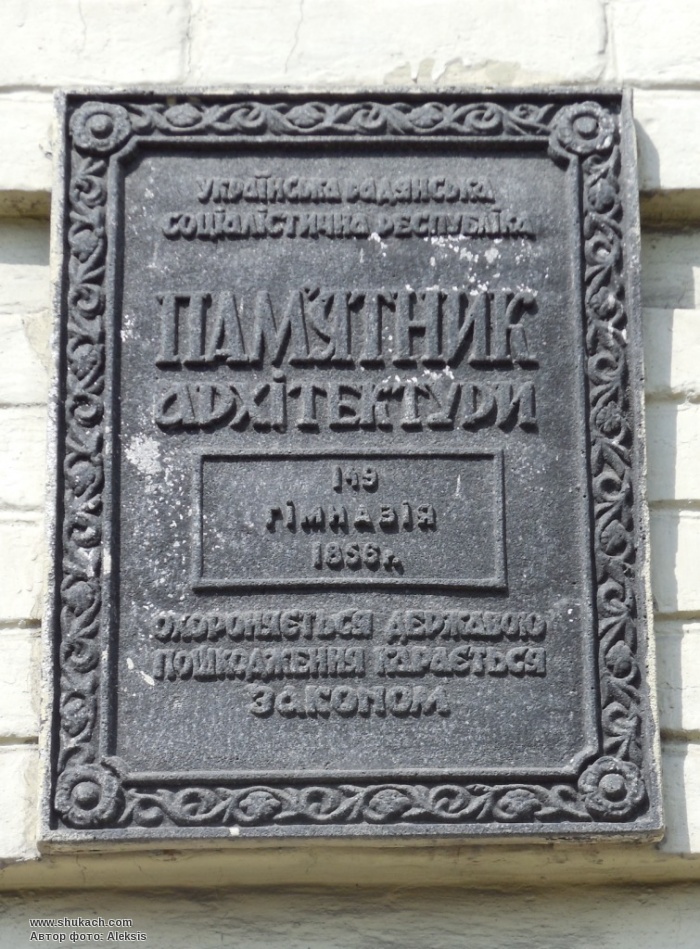 УКРАЇНСЬКА РАДЯНСЬКА
СОЦІАЛІСТИЧНА РЕСПУБЛІКА
ПАМ'ЯТНИК
АРХІТЕКТУРИ
149
ГІМНАЗІЯ
1856 г.
ОХОРОНЯЄТЬСЯ ДЕРЖАВОЮ
ПОШКОДЖЕННЯ КАРАЄТЬСЯ
ЗАКОНОМ
www.shukach.com
Автор фото: Aleksis